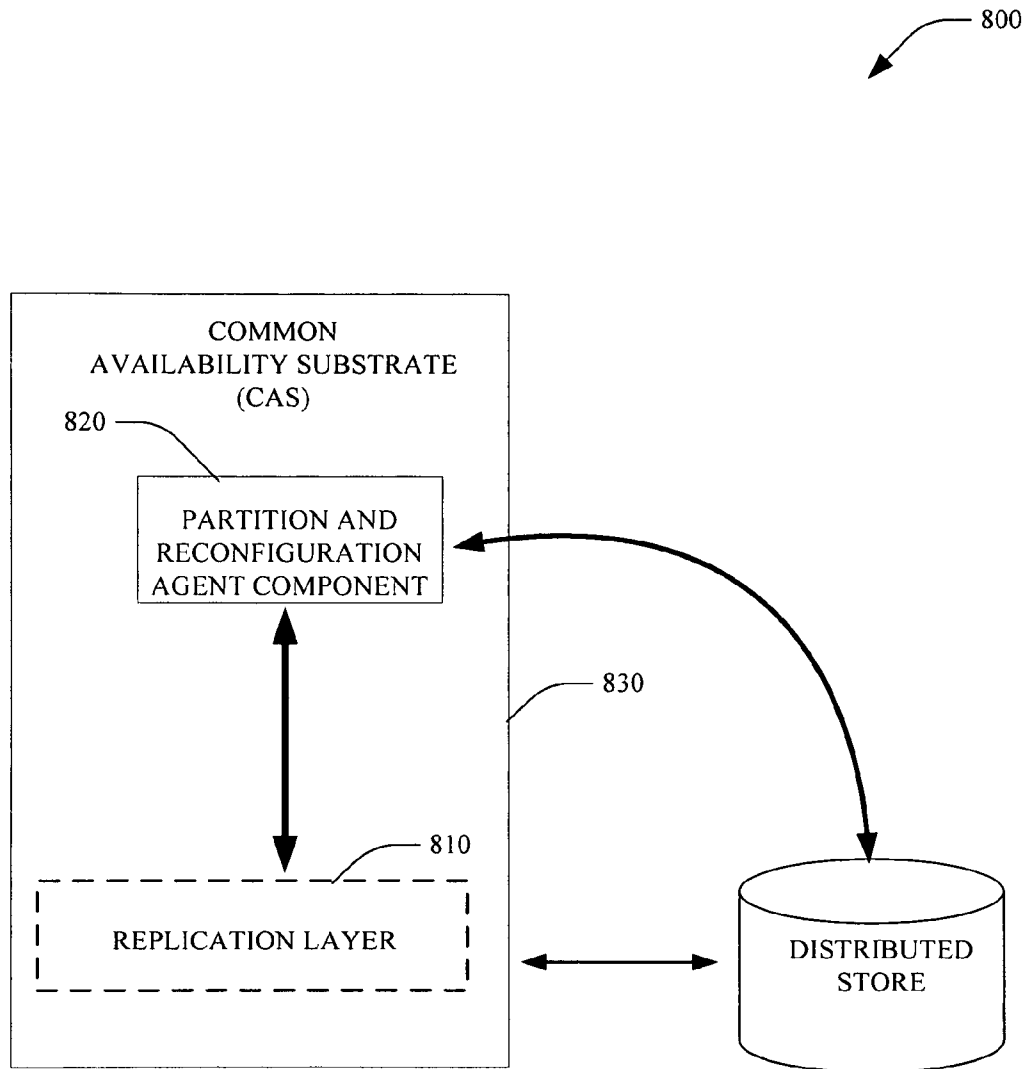 800
COMMON
AVAILABILITY SUBSTRATE
(CAS)
820
PARTITION AND
RECONFIGURATION
AGENT COMPONENT
830
810
REPLICATION LAYER
DISTRIBUTED
STORE